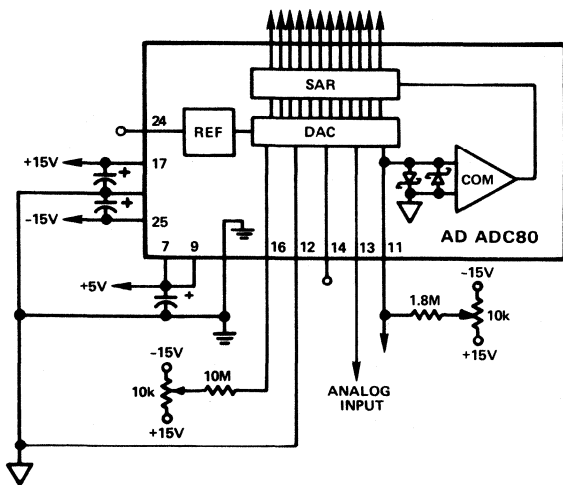 SAR
24
REF
DAC
+15V
17
COM
-15V
25
AD ADC80
7
9
16
12
14
13
11
+5V
-15V
1.8M
10k
+15V
-15V
10M
10k
+15V
ANALOG
INPUT
+
+
+